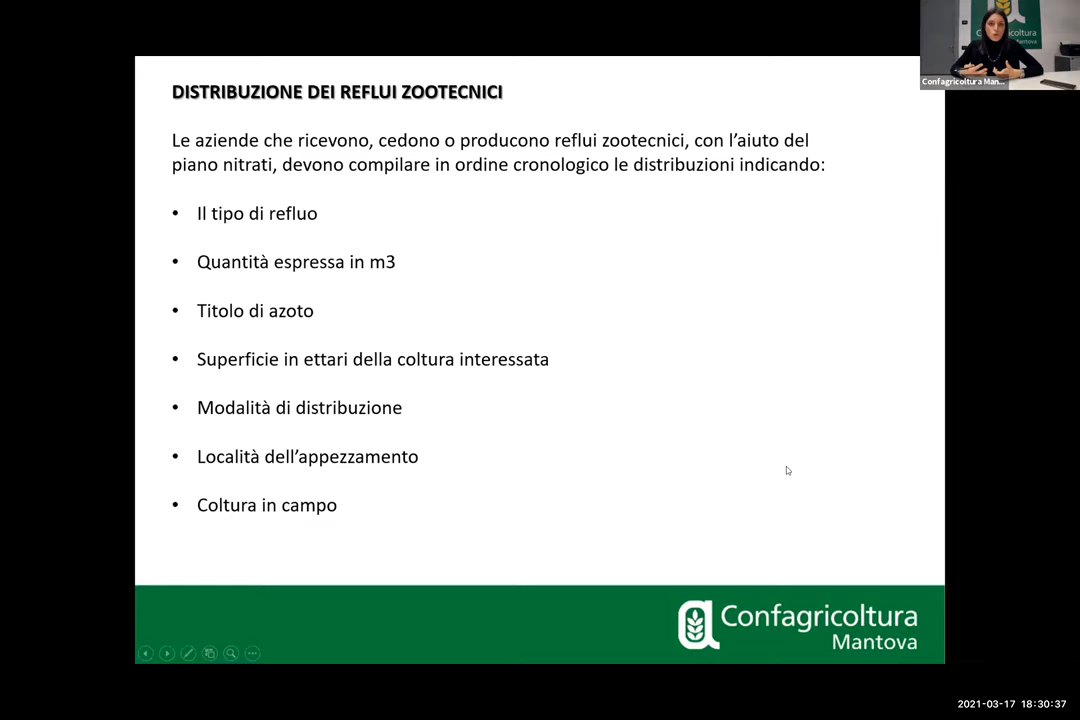 DISTRIBUZIONE DEI REFLUI ZOOTECNICI
Le aziende che ricevono, cedono o producono reflui zootecnici, con l’aiuto del
piano nitrati, devono compilare in ordine cronologico le distribuzioni indicando:
• Il tipo di refluo
• Quantità espressa in m3
• Titolo di azoto
• Superficie in ettari della coltura interessata
• Modalità di distribuzione
• Località dell’appezzamento
• Coltura in campo
Confagricoltura
Mantova
Confagricoltura Man...
2021-03-17 18:30:37